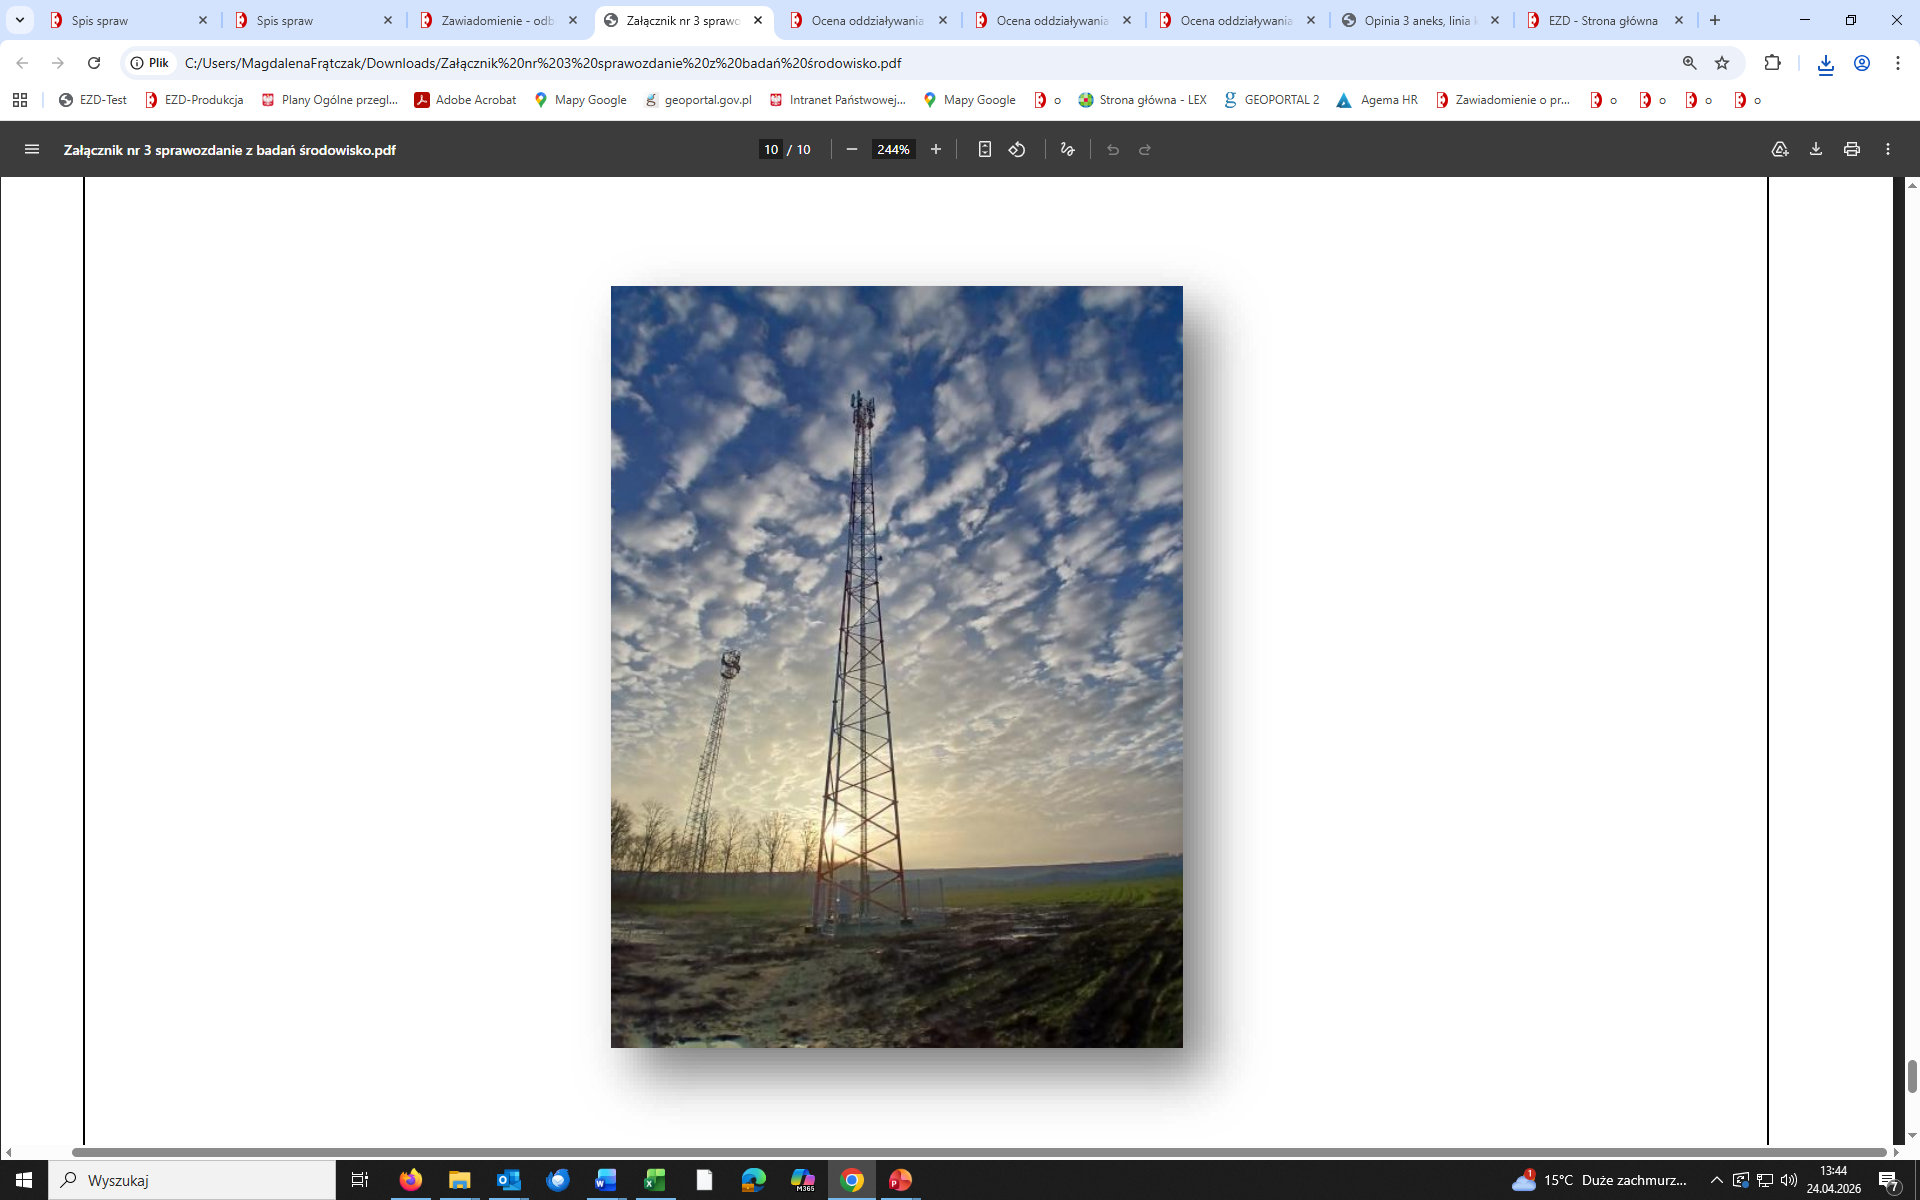 Spis spraw
Spis spraw
Zawiadomienie - odb
Załącznik nr 3 sprawo
Ocena oddziaływania
Ocena oddziaływania
Ocena oddziaływania
Opinia 3 aneks, linia k
EZD - Strona główna
Plik
C:/Users/MagdalenaFrątczak/Downloads/Załącznik%20nr%203%20sprawozdanie%20z%20badań%20środowisko.pdf
EZD-Test
EZD-Produkcja
Plany Ogólne przegl...
Adobe Acrobat
Mapy Google
geoportal.gov.pl
Intranet Państwowej...
Mapy Google
o
Strona główna - LEX
GEOPORTAL 2
Agema HR
Zawiadomienie o pr...
o
o
o
o
Załącznik nr 3 sprawozdanie z badań środowisko.pdf
10 / 10
244%
Wyszukaj
M365
1
15°C Duże zachmurz...
13:44
24.04.2026
7